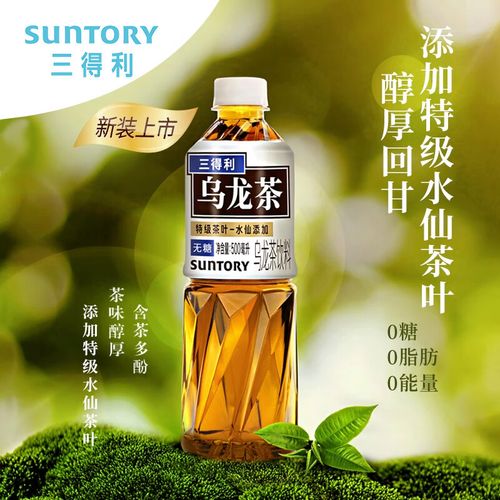 SUNTORY
三得利
新装上市
添加特级水仙茶叶
醇厚回甘
0糖
0脂肪
0能量
三得利
乌龙茶
特级茶叶-水仙添加
无糖 净含量:500毫升
SUNTORY 乌龙茶饮料
含茶多酚
茶味醇厚
添加特级水仙茶叶